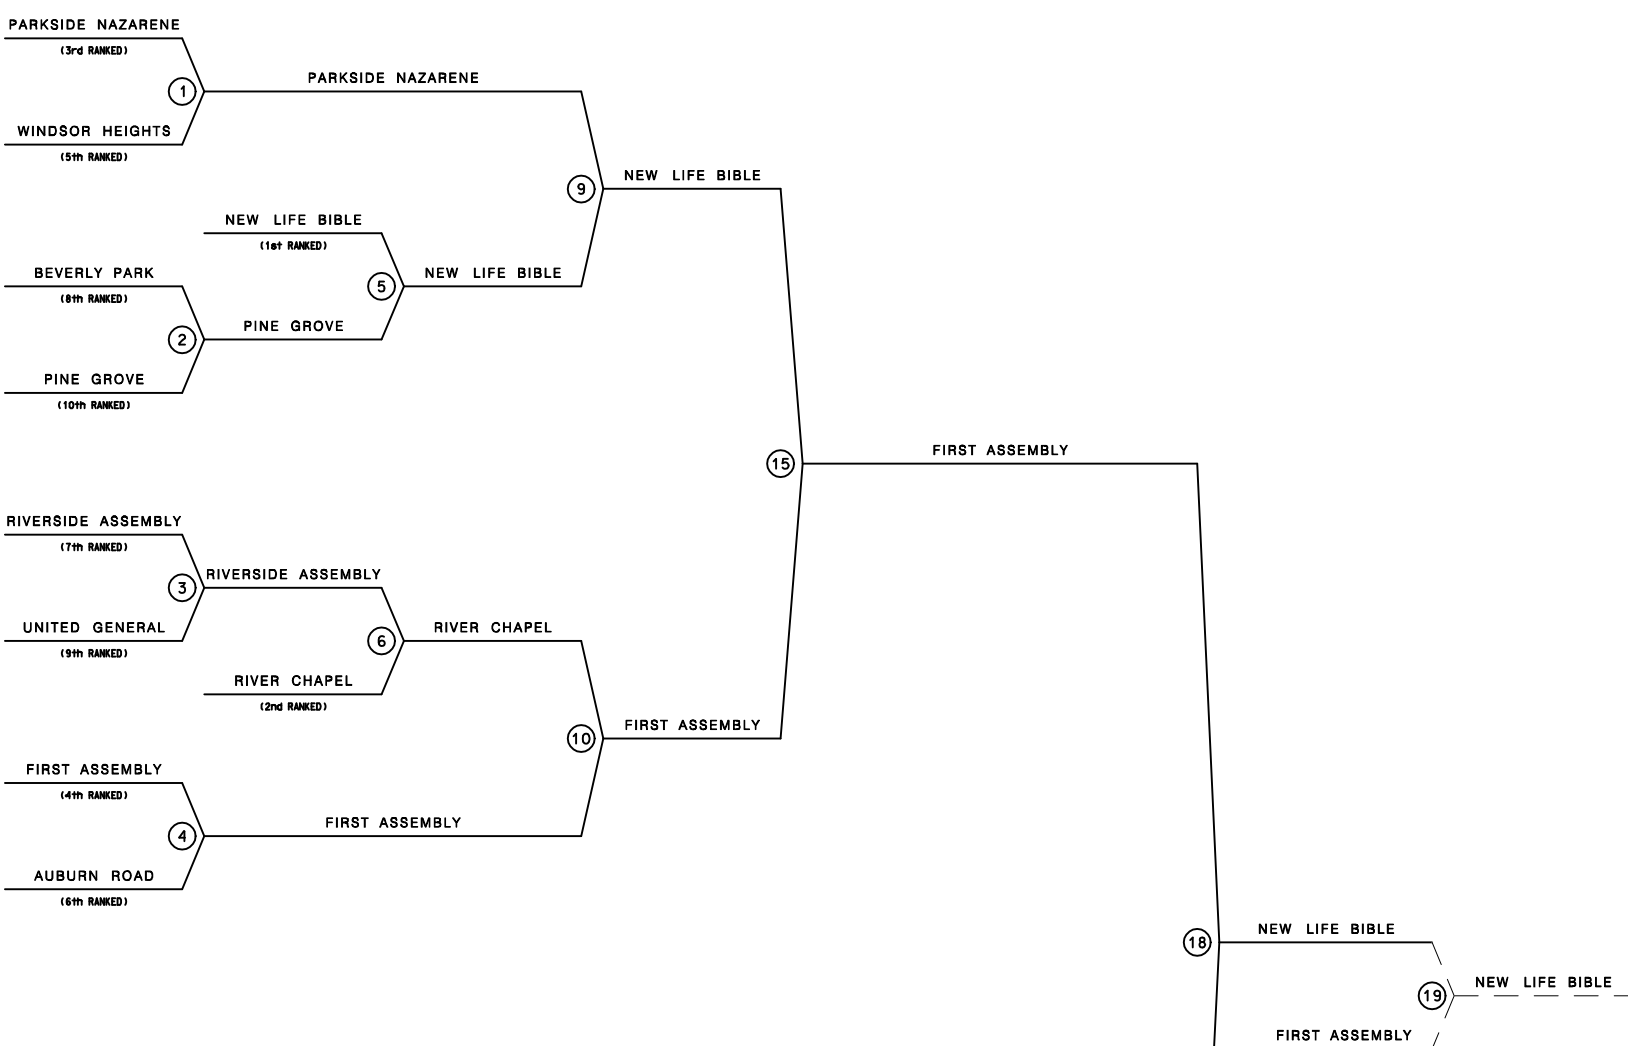 PARKSIDE NAZARENE
(3rd RANKED)
1
PARKSIDE NAZARENE
WINDSOR HEIGHTS
(5th RANKED)
9
NEW LIFE BIBLE
NEW LIFE BIBLE
(1st RANKED)
BEVERLY PARK
(8th RANKED)
5
NEW LIFE BIBLE
2
PINE GROVE
PINE GROVE
(10th RANKED)
15
FIRST ASSEMBLY
RIVERSIDE ASSEMBLY
(7th RANKED)
3
RIVERSIDE ASSEMBLY
UNITED GENERAL
(9th RANKED)
6
RIVER CHAPEL
RIVER CHAPEL
(2nd RANKED)
10
FIRST ASSEMBLY
FIRST ASSEMBLY
(4th RANKED)
4
FIRST ASSEMBLY
AUBURN ROAD
(6th RANKED)
18
NEW LIFE BIBLE
19
NEW LIFE BIBLE
FIRST ASSEMBLY